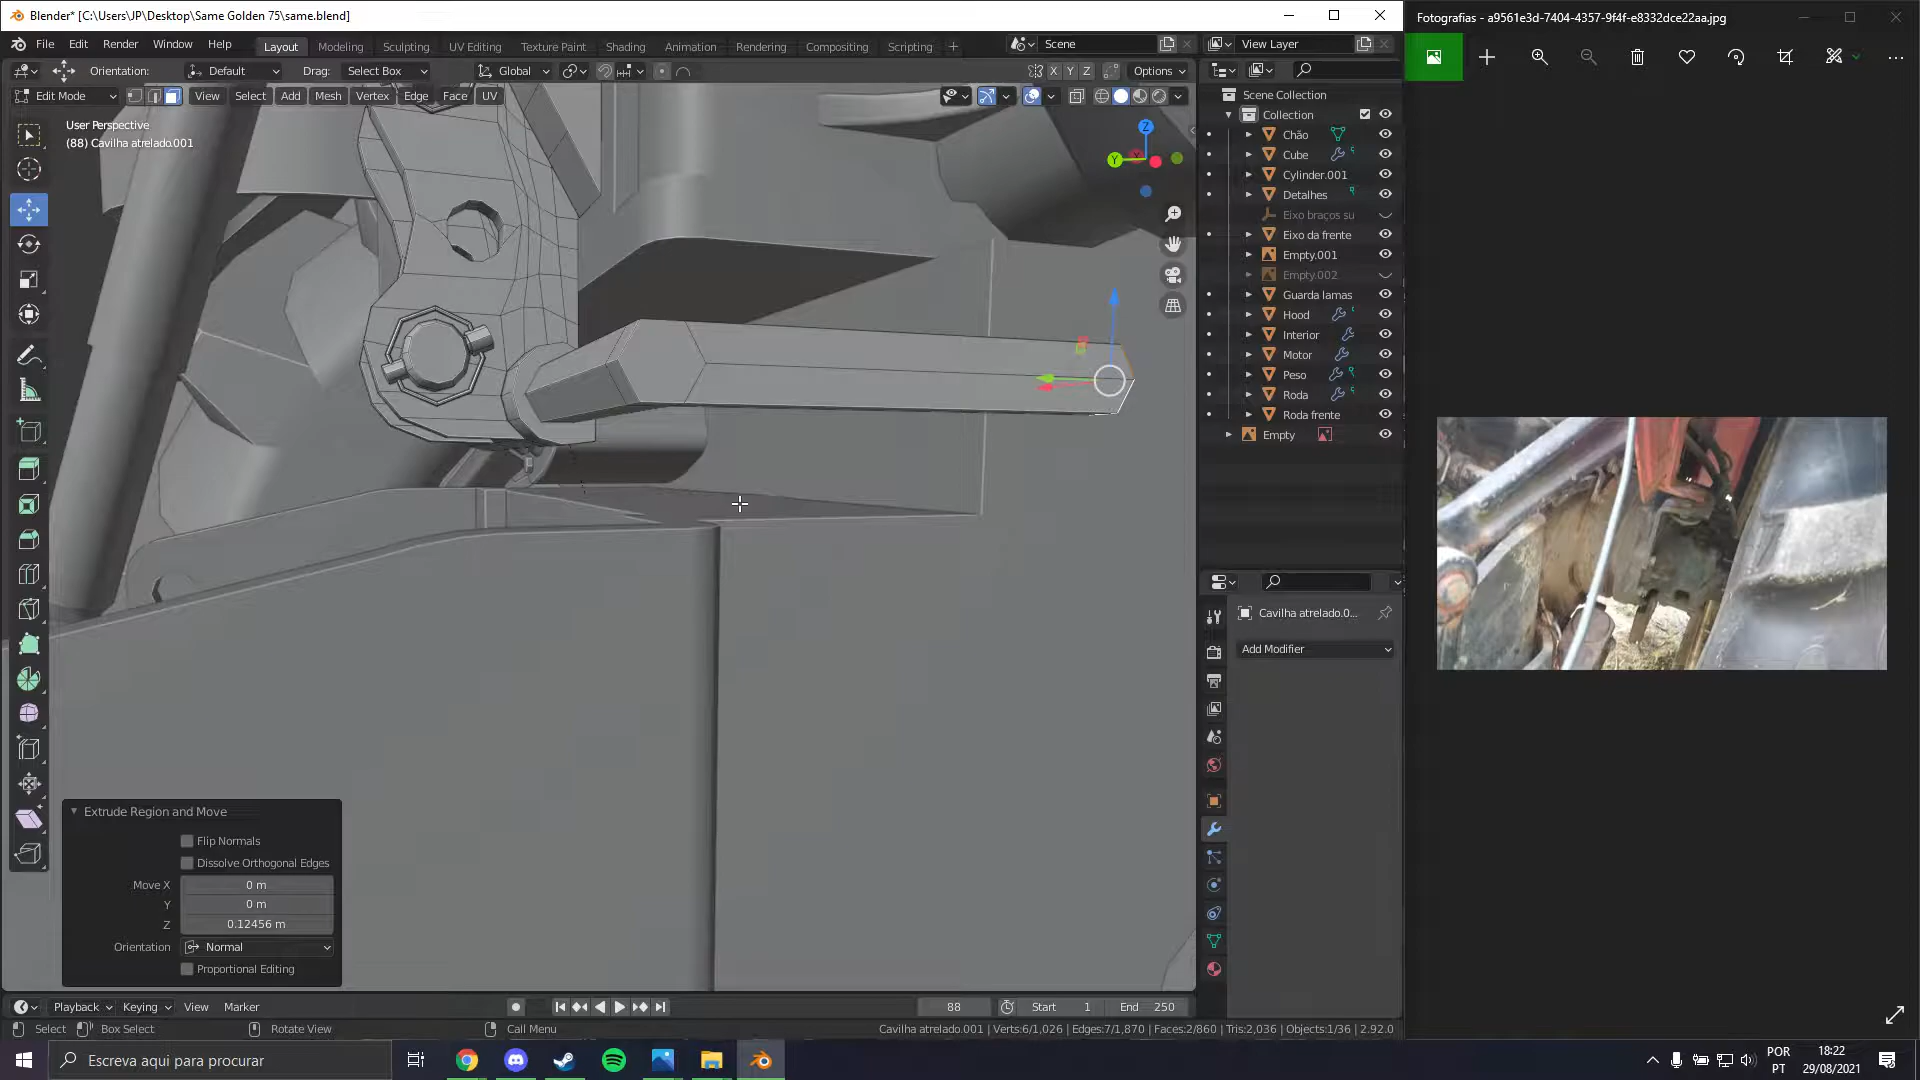 Blender* [C:\Users\JP\Desktop\Same Golden 75\same.blend]
Fotografias - a9561e3d-7404-4357-9f4f-e8332dce22aa.jpg
File Edit Render Window Help Layout Modeling Sculpting UV Editing Texture Paint Shading Animation Rendering Compositing Scripting Scene View Layer
Orientation: Default Drag: Select Box Global X Y Z Options
Edit Mode View Select Add Mesh Vertex Edge Face UV
User Perspective
(88) Cavilha atrelado.001
Z
Y
Scene Collection
Collection
Chão
Cube
Cylinder.001
Detalhes
Eixo braços su
Eixo da frente
Empty.001
Empty.002
Guarda lamas
Hood
Interior
Motor
Peso
Roda
Roda frente
Empty
Cavilha atrelado.0...
Add Modifier
Extrude Region and Move
Flip Normals
Dissolve Orthogonal Edges
Move X 0 m
Y 0 m
Z 0.12456 m
Orientation Normal
Proportional Editing
Playback Keying View Marker 88 Start 1 End 250
Select Box Select Rotate View Call Menu Cavilha atrelado.001 | Verts:6/1,026 | Edges:7/1,870 | Faces:2/860 | Tris:2,036 | Objects:1/36 | 2.92.0
Escreva aqui para procurar
POR
PT
18:22
29/08/2021